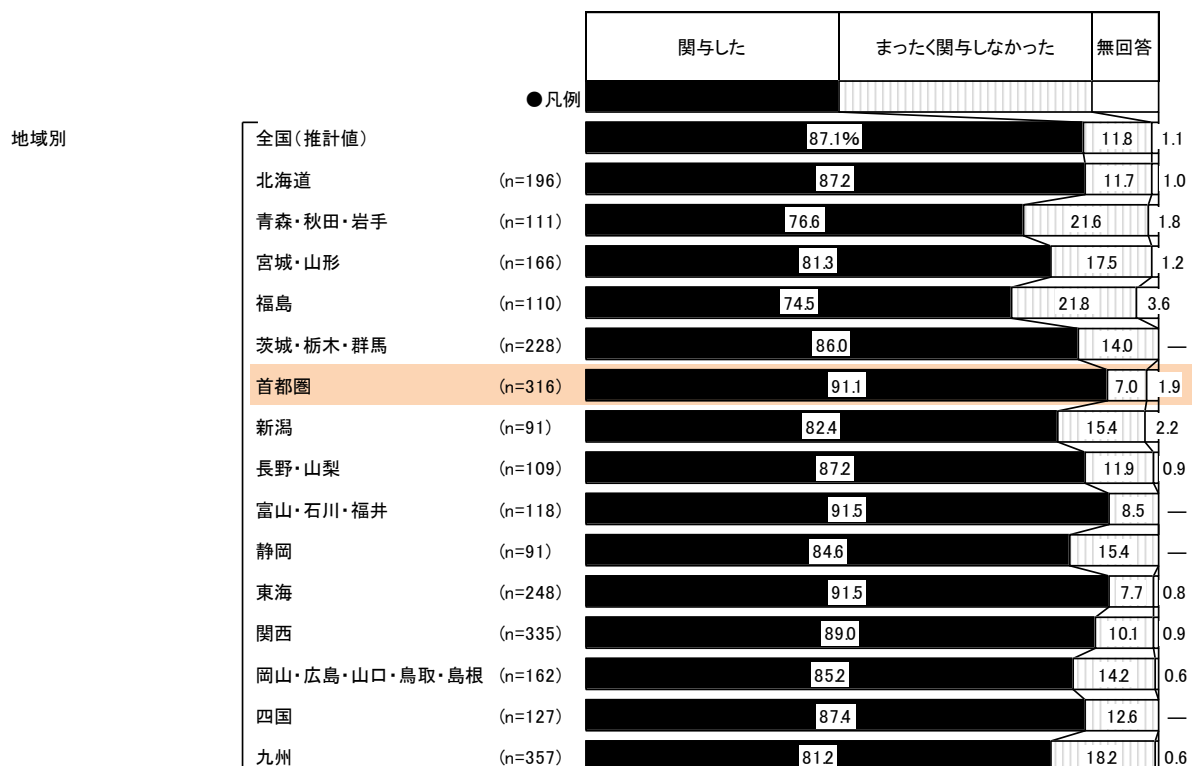 関与した まったく関与しなかった 無回答
●凡例
地域別 全国(推計値) 87.1% 11.8 1.1
北海道 (n=196) 87.2 11.7 1.0
青森・秋田・岩手 (n=111) 76.6 21.6 1.8
宮城・山形 (n=166) 81.3 17.5 1.2
福島 (n=110) 74.5 21.8 3.6
茨城・栃木・群馬 (n=228) 86.0 14.0 ―
首都圏 (n=316) 91.1 7.0 1.9
新潟 (n=91) 82.4 15.4 2.2
長野・山梨 (n=109) 87.2 11.9 0.9
富山・石川・福井 (n=118) 91.5 8.5 ―
静岡 (n=91) 84.6 15.4 ―
東海 (n=248) 91.5 7.7 0.8
関西 (n=335) 89.0 10.1 0.9
岡山・広島・山口・鳥取・島根 (n=162) 85.2 14.2 0.6
四国 (n=127) 87.4 12.6 ―
九州 (n=357) 81.2 18.2 0.6